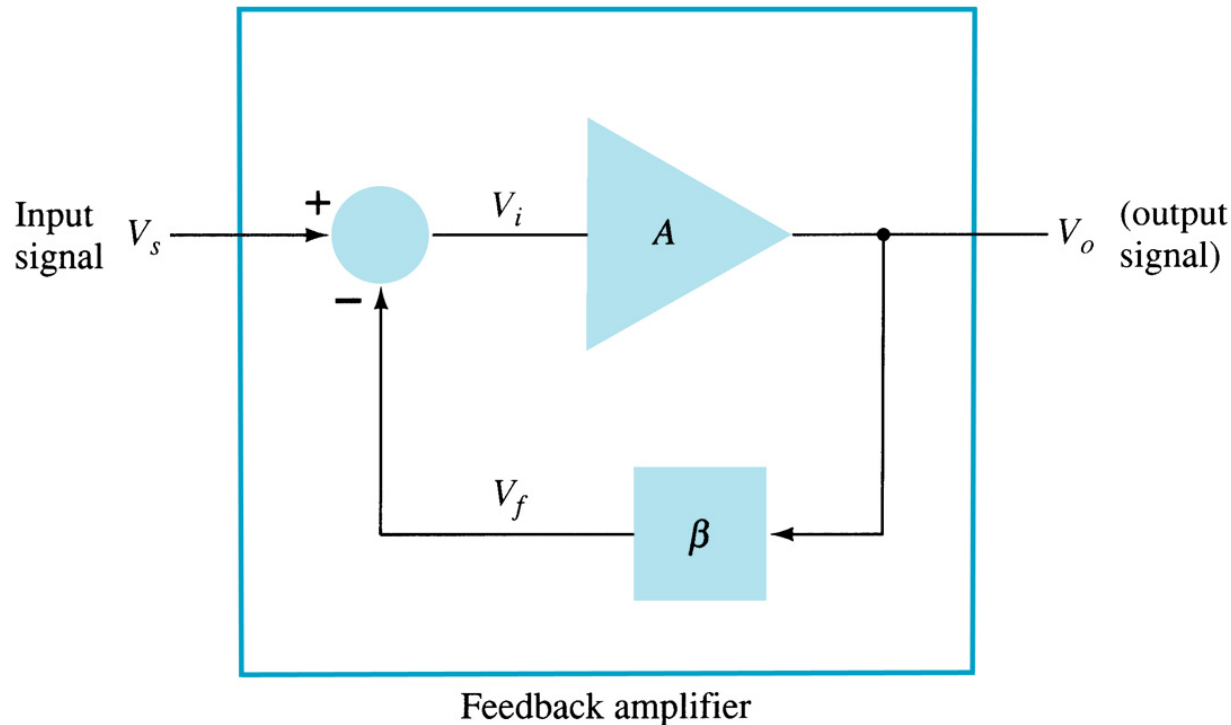 Input
signal
V_s
+
−
V_i
A
V_o
(output
signal)
V_f
β
Feedback amplifier